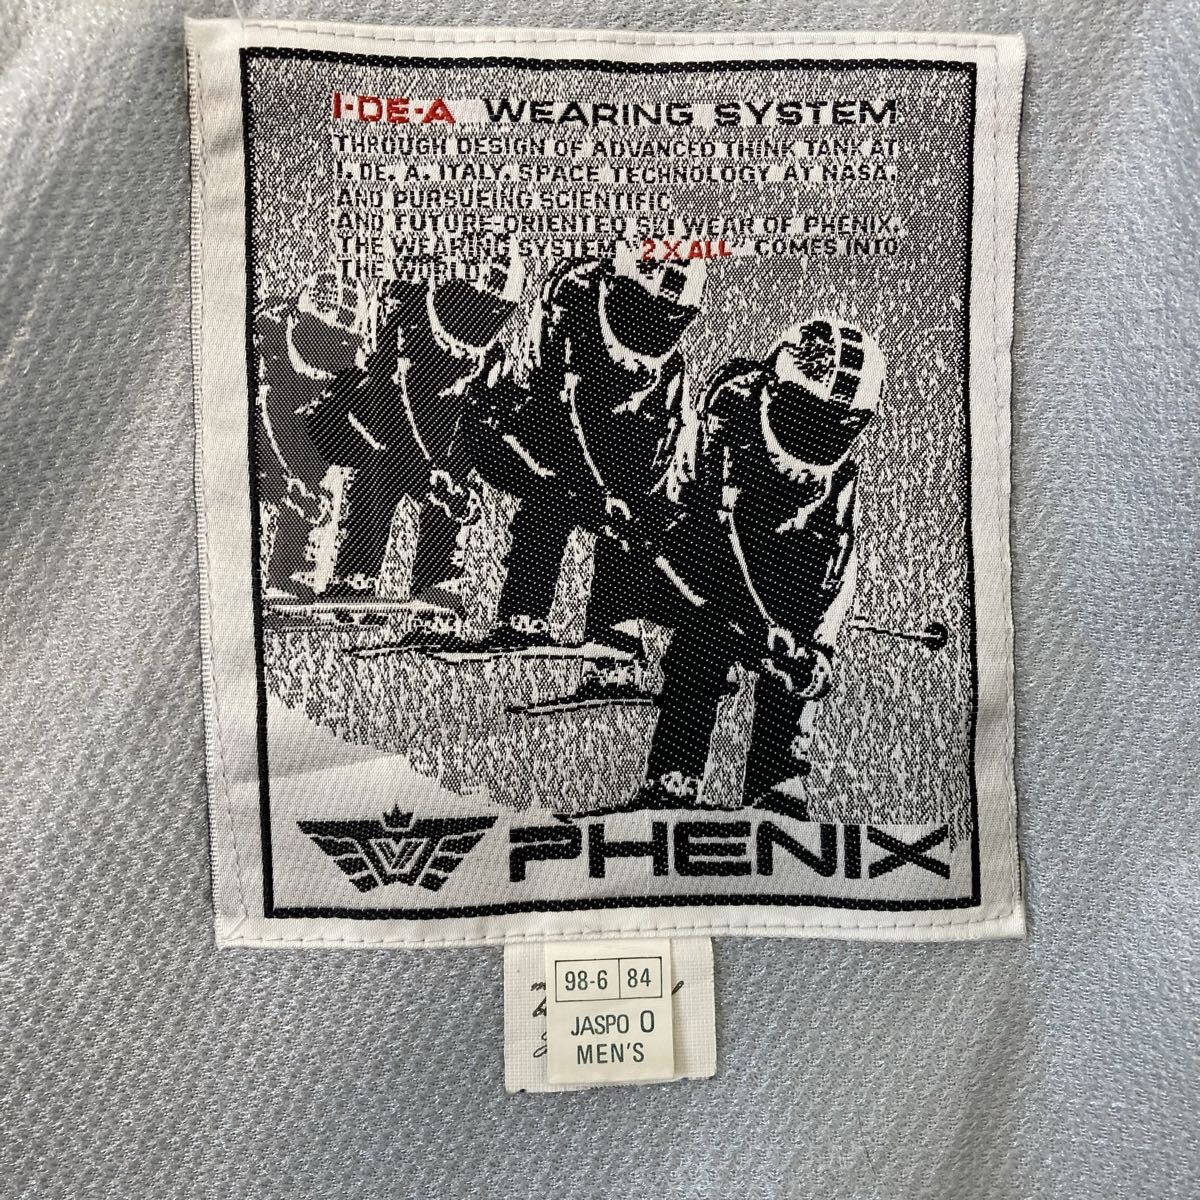 I-DE-A WEARING SYSTEM
THROUGH DESIGN OF ADVANCED THINK TANK AT
I. DE. A. ITALY. SPACE TECHNOLOGY AT NASA.
AND PURSUEING SCIENTIFIC
AND FUTURE-ORIENTED SKI WEAR OF PHENIX.
THE WEARING SYSTEM 2 X ALL COMES INTO
THE WORLD
PHENIX
98-6 84
JASPO 0
MEN'S